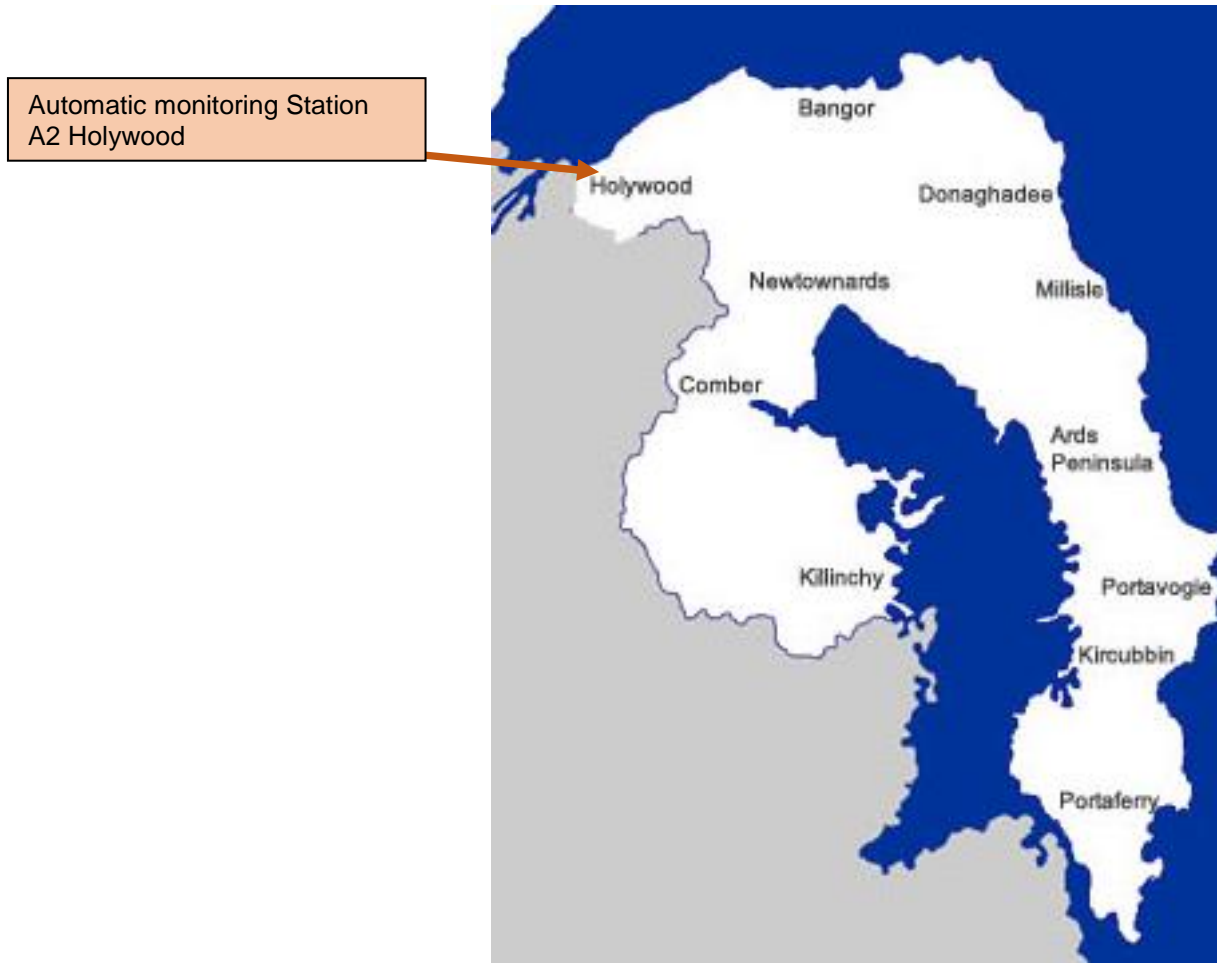 Automatic monitoring Station
A2 Holywood
Bangor
Holywood
Donaghadee
Newtownards
Millisle
Comber
Ards
Peninsula
Killinchy
Portavogie
Kircubbin
Portaferry